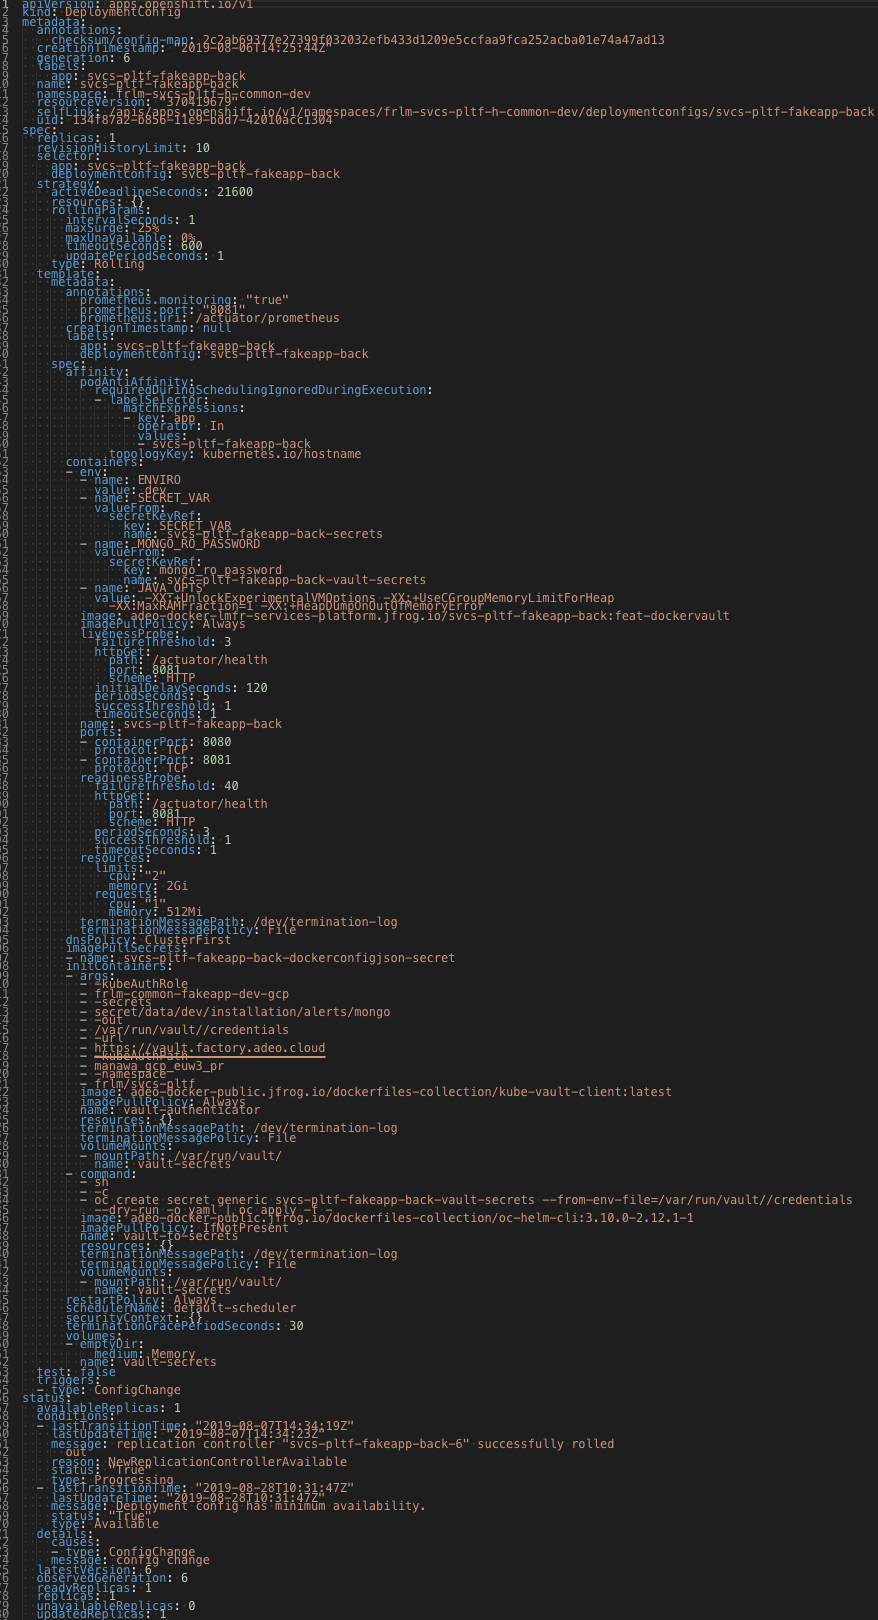 apiVersion: apps.openshift.io/v1
kind: DeploymentConfig
metadata:
  annotations:
    checksum/config-map: 2c2ab69377e27399f032032efb433d1209e5ccfaa9fca252acba01e74a47ad13
  creationTimestamp: "2019-08-06T14:25:44Z"
  generation: 6
  labels:
    app: svcs-pltf-fakeapp-back
  name: svcs-pltf-fakeapp-back
  namespace: frlm-svcs-pltf-h-common-dev
  resourceVersion: "370419679"
  selfLink: /apis/apps.openshift.io/v1/namespaces/frlm-svcs-pltf-h-common-dev/deploymentconfigs/svcs-pltf-fakeapp-back
  uid: 134f87a2-b856-11e9-bdd7-42010acc1304
spec:
  replicas: 1
  revisionHistoryLimit: 10
  selector:
    app: svcs-pltf-fakeapp-back
    deploymentconfig: svcs-pltf-fakeapp-back
  strategy:
    activeDeadlineSeconds: 21600
    resources: {}
    rollingParams:
      intervalSeconds: 1
      maxSurge: 25%
      maxUnavailable: 0%
      timeoutSeconds: 600
      updatePeriodSeconds: 1
    type: Rolling
  template:
    metadata:
      annotations:
        prometheus.monitoring: "true"
        prometheus.port: "8081"
        prometheus.uri: /actuator/prometheus
      creationTimestamp: null
      labels:
        app: svcs-pltf-fakeapp-back
        deploymentconfig: svcs-pltf-fakeapp-back
    spec:
      affinity:
        podAntiAffinity:
          requiredDuringSchedulingIgnoredDuringExecution:
          - labelSelector:
              matchExpressions:
              - key: app
                operator: In
                values:
                - svcs-pltf-fakeapp-back
            topologyKey: kubernetes.io/hostname
      containers:
      - env:
        - name: ENVIRO
          value: dev
        - name: SECRET_VAR
          valueFrom:
            secretKeyRef:
              key: SECRET_VAR
              name: svcs-pltf-fakeapp-back-secrets
        - name: MONGO_RO_PASSWORD
          valueFrom:
            secretKeyRef:
              key: mongo_ro_password
              name: svcs-pltf-fakeapp-back-vault-secrets
        - name: JAVA_OPTS
          value: -XX:+UnlockExperimentalVMOptions -XX:+UseCGroupMemoryLimitForHeap
            -XX:MaxRAMFraction=1 -XX:+HeapDumpOnOutOfMemoryError
        image: adeo-docker-lmfr-services-platform.jfrog.io/svcs-pltf-fakeapp-back:feat-dockervault
        imagePullPolicy: Always
        livenessProbe:
          failureThreshold: 3
          httpGet:
            path: /actuator/health
            port: 8081
            scheme: HTTP
          initialDelaySeconds: 120
          periodSeconds: 5
          successThreshold: 1
          timeoutSeconds: 1
        name: svcs-pltf-fakeapp-back
        ports:
        - containerPort: 8080
          protocol: TCP
        - containerPort: 8081
          protocol: TCP
        readinessProbe:
          failureThreshold: 40
          httpGet:
            path: /actuator/health
            port: 8081
            scheme: HTTP
          periodSeconds: 3
          successThreshold: 1
          timeoutSeconds: 1
        resources:
          limits:
            cpu: "2"
            memory: 2Gi
          requests:
            cpu: "1"
            memory: 512Mi
        terminationMessagePath: /dev/termination-log
        terminationMessagePolicy: File
      dnsPolicy: ClusterFirst
      imagePullSecrets:
      - name: svcs-pltf-fakeapp-back-dockerconfigjson-secret
      initContainers:
      - args:
        - -kubeAuthRole
        - frlm-common-fakeapp-dev-gcp
        - -secrets
        - secret/data/dev/installation/alerts/mongo
        - -out
        - /var/run/vault//credentials
        - -url
        - https://vault.factory.adeo.cloud
        - -kubeAuthPath
        - manawa_gcp_euw3_pr
        - -namespace
        - frlm/svcs-pltf
        image: adeo-docker-public.jfrog.io/dockerfiles-collection/kube-vault-client:latest
        imagePullPolicy: Always
        name: vault-authenticator
        resources: {}
        terminationMessagePath: /dev/termination-log
        terminationMessagePolicy: File
        volumeMounts:
        - mountPath: /var/run/vault/
          name: vault-secrets
      - command:
        - sh
        - -c
        - oc create secret generic svcs-pltf-fakeapp-back-vault-secrets --from-env-file=/var/run/vault//credentials
          --dry-run -o yaml | oc apply -f -
        image: adeo-docker-public.jfrog.io/dockerfiles-collection/oc-helm-cli:3.10.0-2.12.1-1
        imagePullPolicy: IfNotPresent
        name: vault-to-secrets
        resources: {}
        terminationMessagePath: /dev/termination-log
        terminationMessagePolicy: File
        volumeMounts:
        - mountPath: /var/run/vault/
          name: vault-secrets
      restartPolicy: Always
      schedulerName: default-scheduler
      securityContext: {}
      terminationGracePeriodSeconds: 30
      volumes:
      - emptyDir:
          medium: Memory
        name: vault-secrets
  test: false
  triggers:
  - type: ConfigChange
status:
  availableReplicas: 1
  conditions:
  - lastTransitionTime: "2019-08-07T14:34:19Z"
    lastUpdateTime: "2019-08-07T14:34:23Z"
    message: replication controller "svcs-pltf-fakeapp-back-6" successfully rolled
      out
    reason: NewReplicationControllerAvailable
    status: "True"
    type: Progressing
  - lastTransitionTime: "2019-08-28T10:31:47Z"
    lastUpdateTime: "2019-08-28T10:31:47Z"
    message: Deployment config has minimum availability.
    status: "True"
    type: Available
  details:
    causes:
    - type: ConfigChange
    message: config change
  latestVersion: 6
  observedGeneration: 6
  readyReplicas: 1
  replicas: 1
  unavailableReplicas: 0
  updatedReplicas: 1